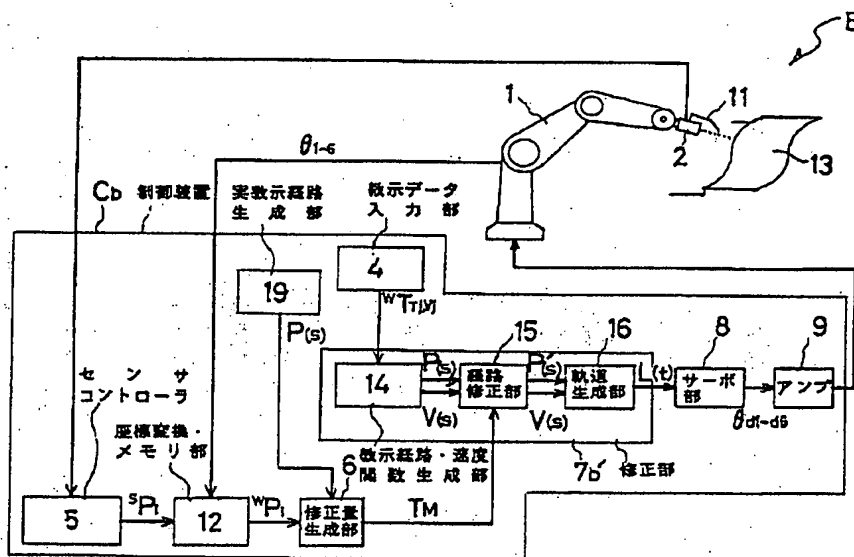 B
1
11
2
13
θ1-6
Cb 制御装置
実教示経路
生成部
教示データ
入力部
4
19
P(s)
15
16
8
9
14
P(s)
V(s)
経路
修正部
P'(s)
V(s)
軌道
生成部
L(t)
サーボ
部
θd1-d6
アンプ
センサ
コントローラ
座標変換・
メモリ部
6
教示経路・速度
関数生成部
7b'
修正部
5
sPi
12
wPi
修正量
生成部
TM